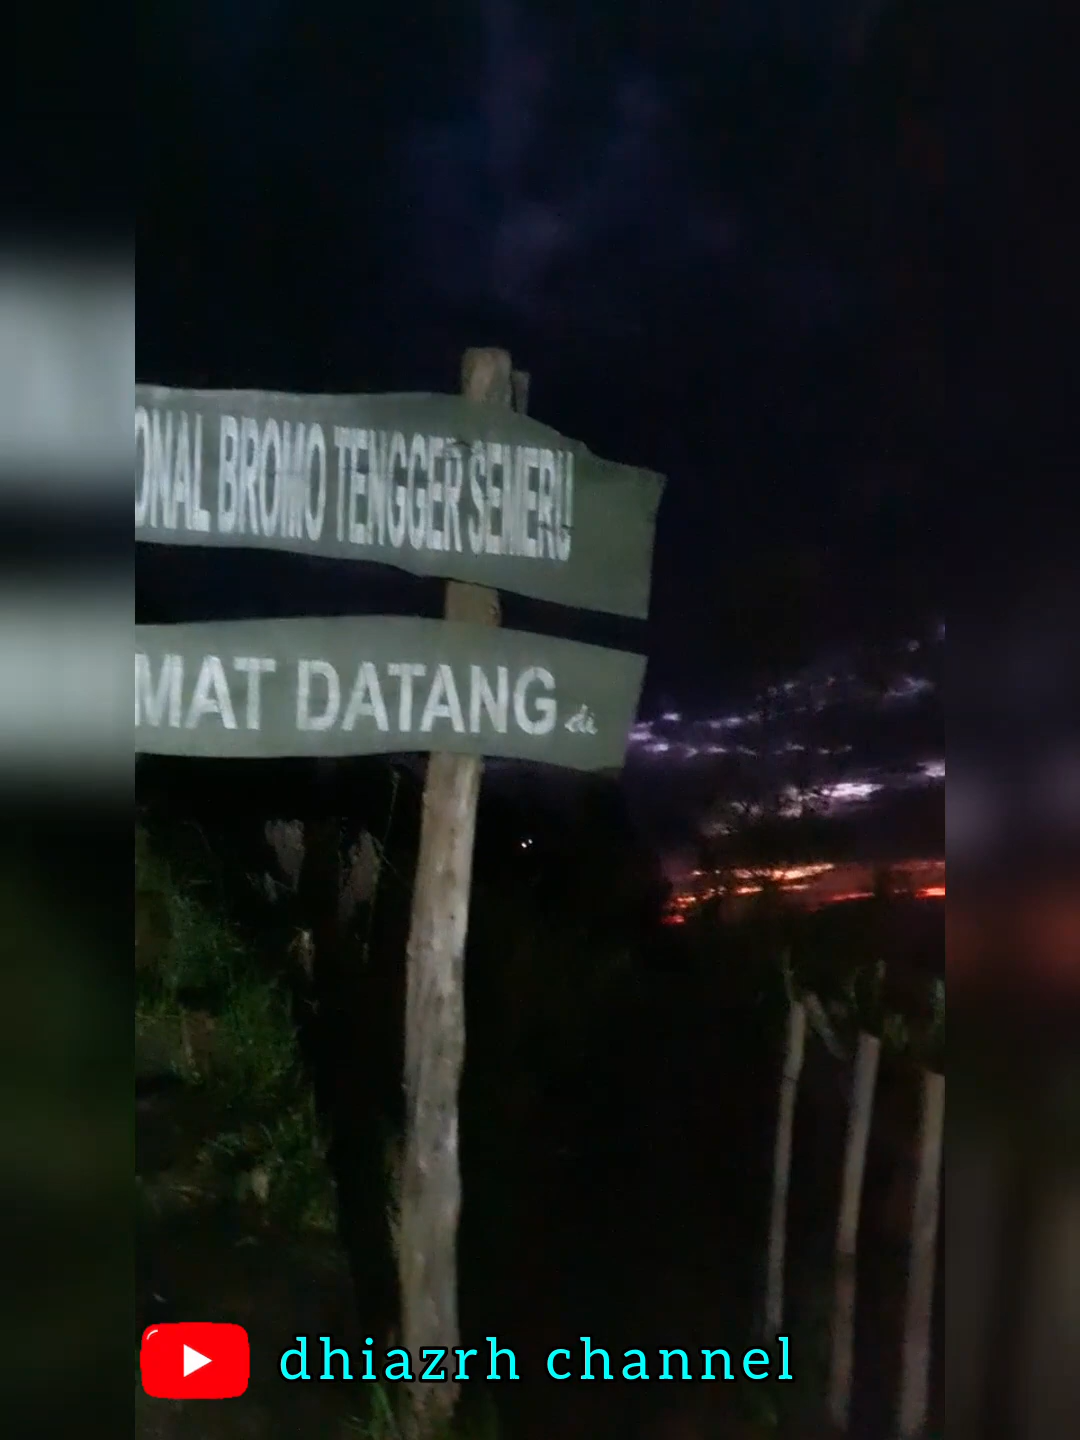 ONAL BROMO TENGGER SEMERU
MAT DATANG di
dhiazrh channel